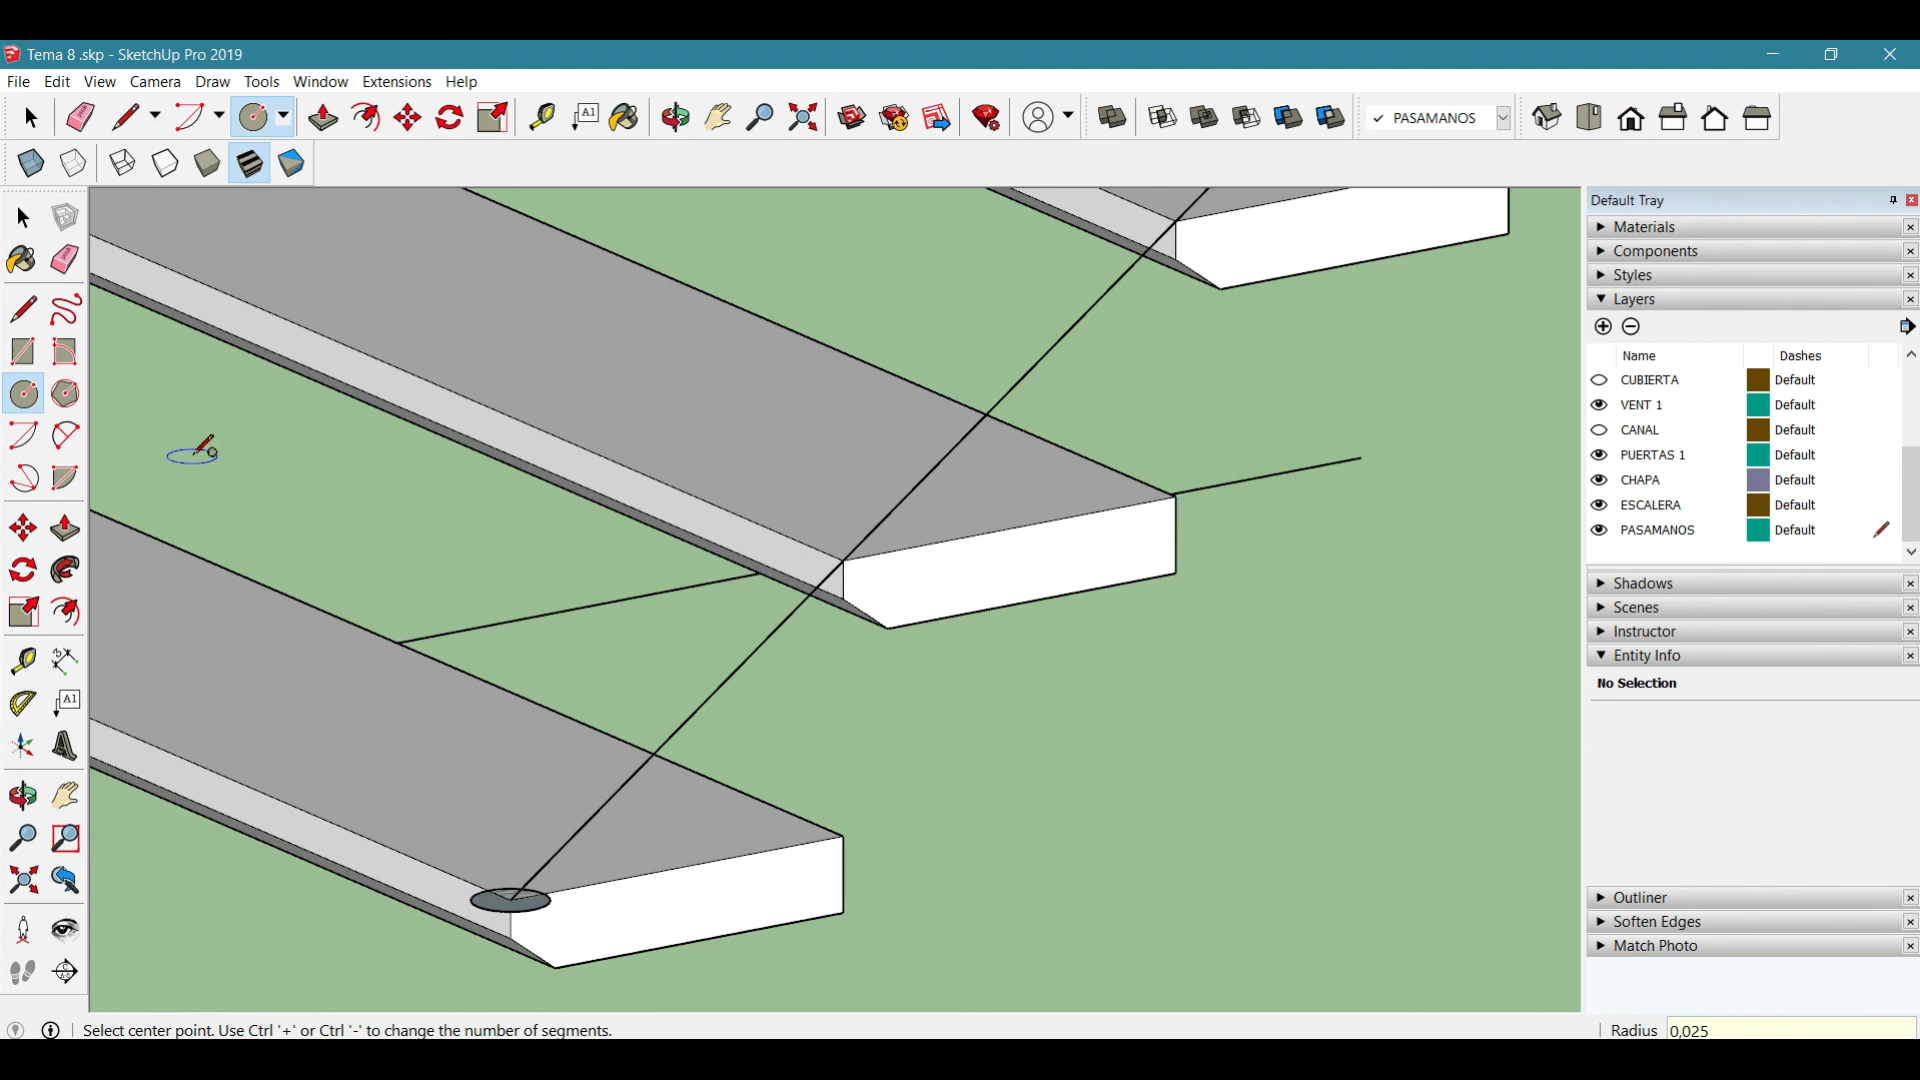 Tema 8 .skp - SketchUp Pro 2019
File Edit View Camera Draw Tools Window Extensions Help
A1
✓ PASAMANOS
Default Tray
Materials
Components
Styles
Layers
Name Dashes
CUBIERTA Default
VENT 1 Default
CANAL Default
PUERTAS 1 Default
CHAPA Default
ESCALERA Default
PASAMANOS Default
Shadows
Scenes
Instructor
Entity Info
No Selection
A1
Outliner
Soften Edges
Match Photo
Select center point. Use Ctrl '+' or Ctrl '-' to change the number of segments.
Radius 0,025